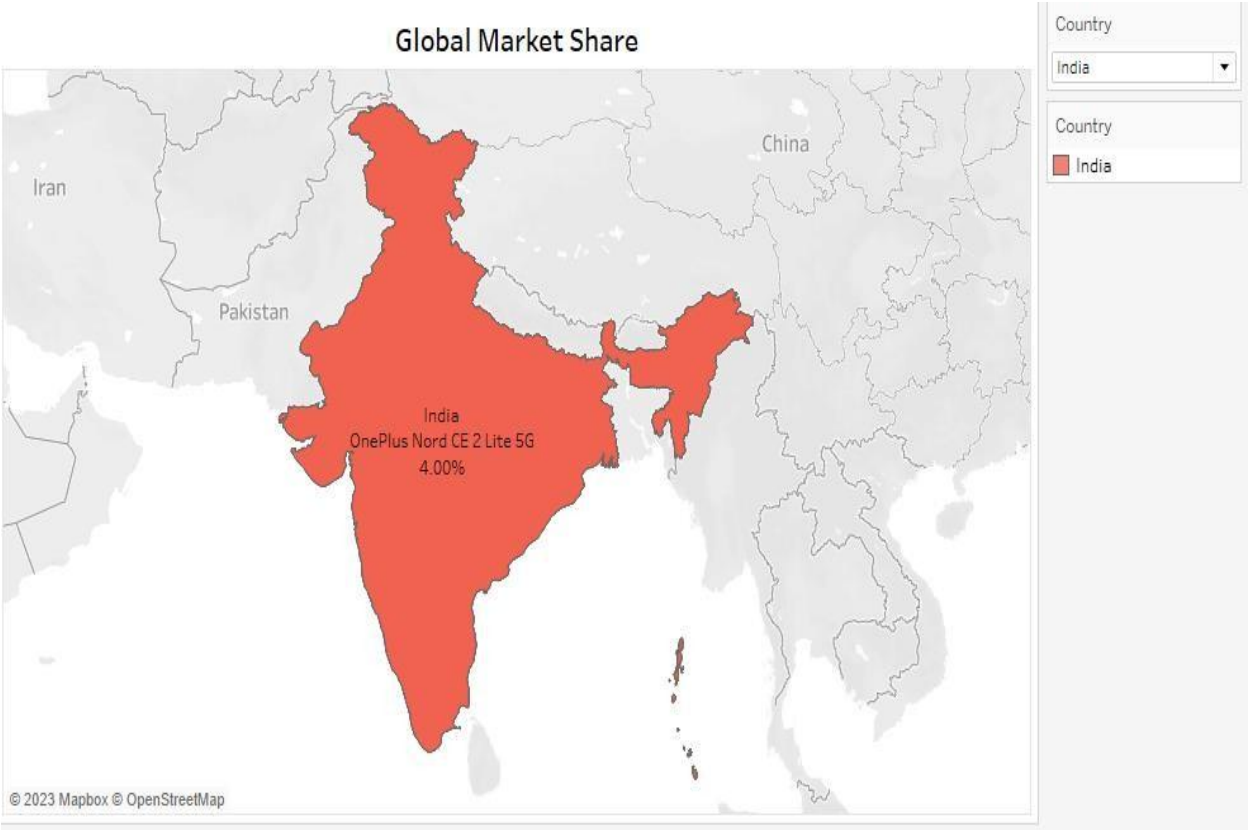 Global Market Share
Country
India
Country
India
China
Iran
Pakistan
India
OnePlus Nord CE 2 Lite 5G
4.00%
© 2023 Mapbox © OpenStreetMap